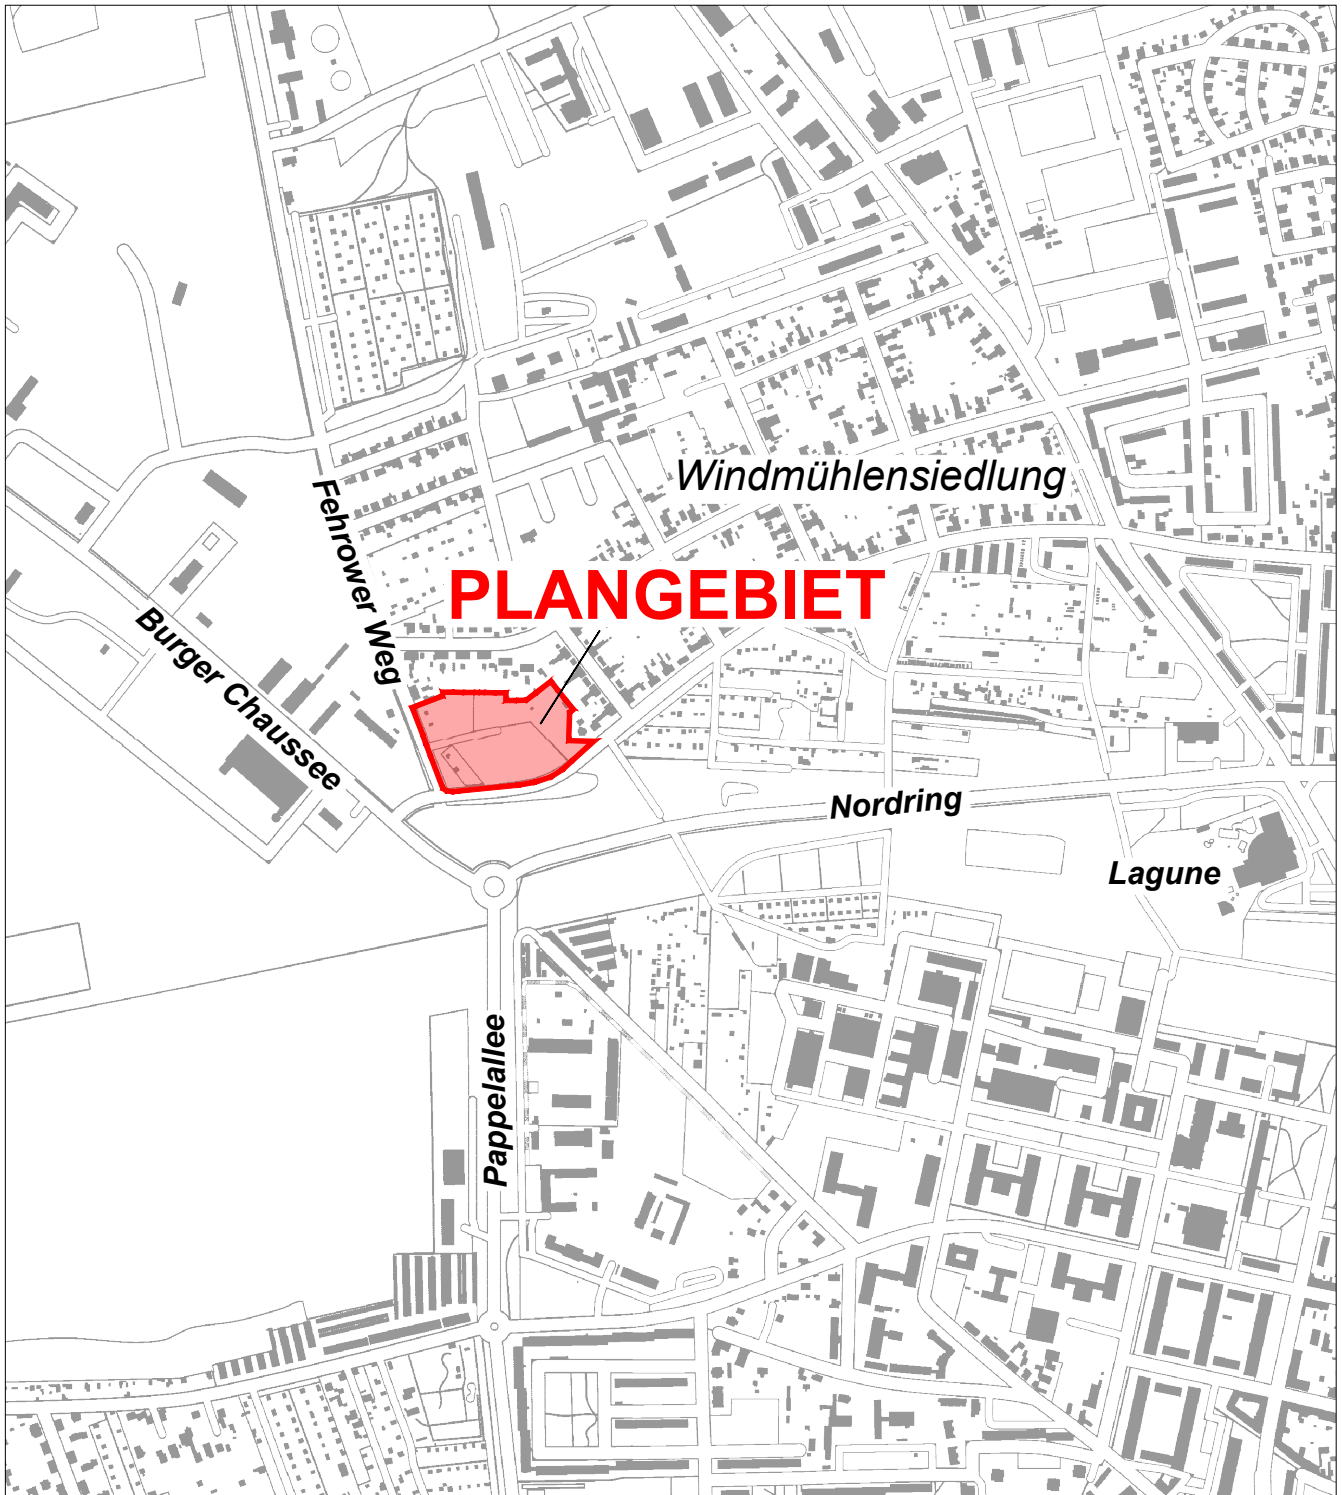 Windmühlensiedlung
Fehrower Weg
PLANGEBIET
Burger Chaussee
Nordring
Lagune
Pappelallee